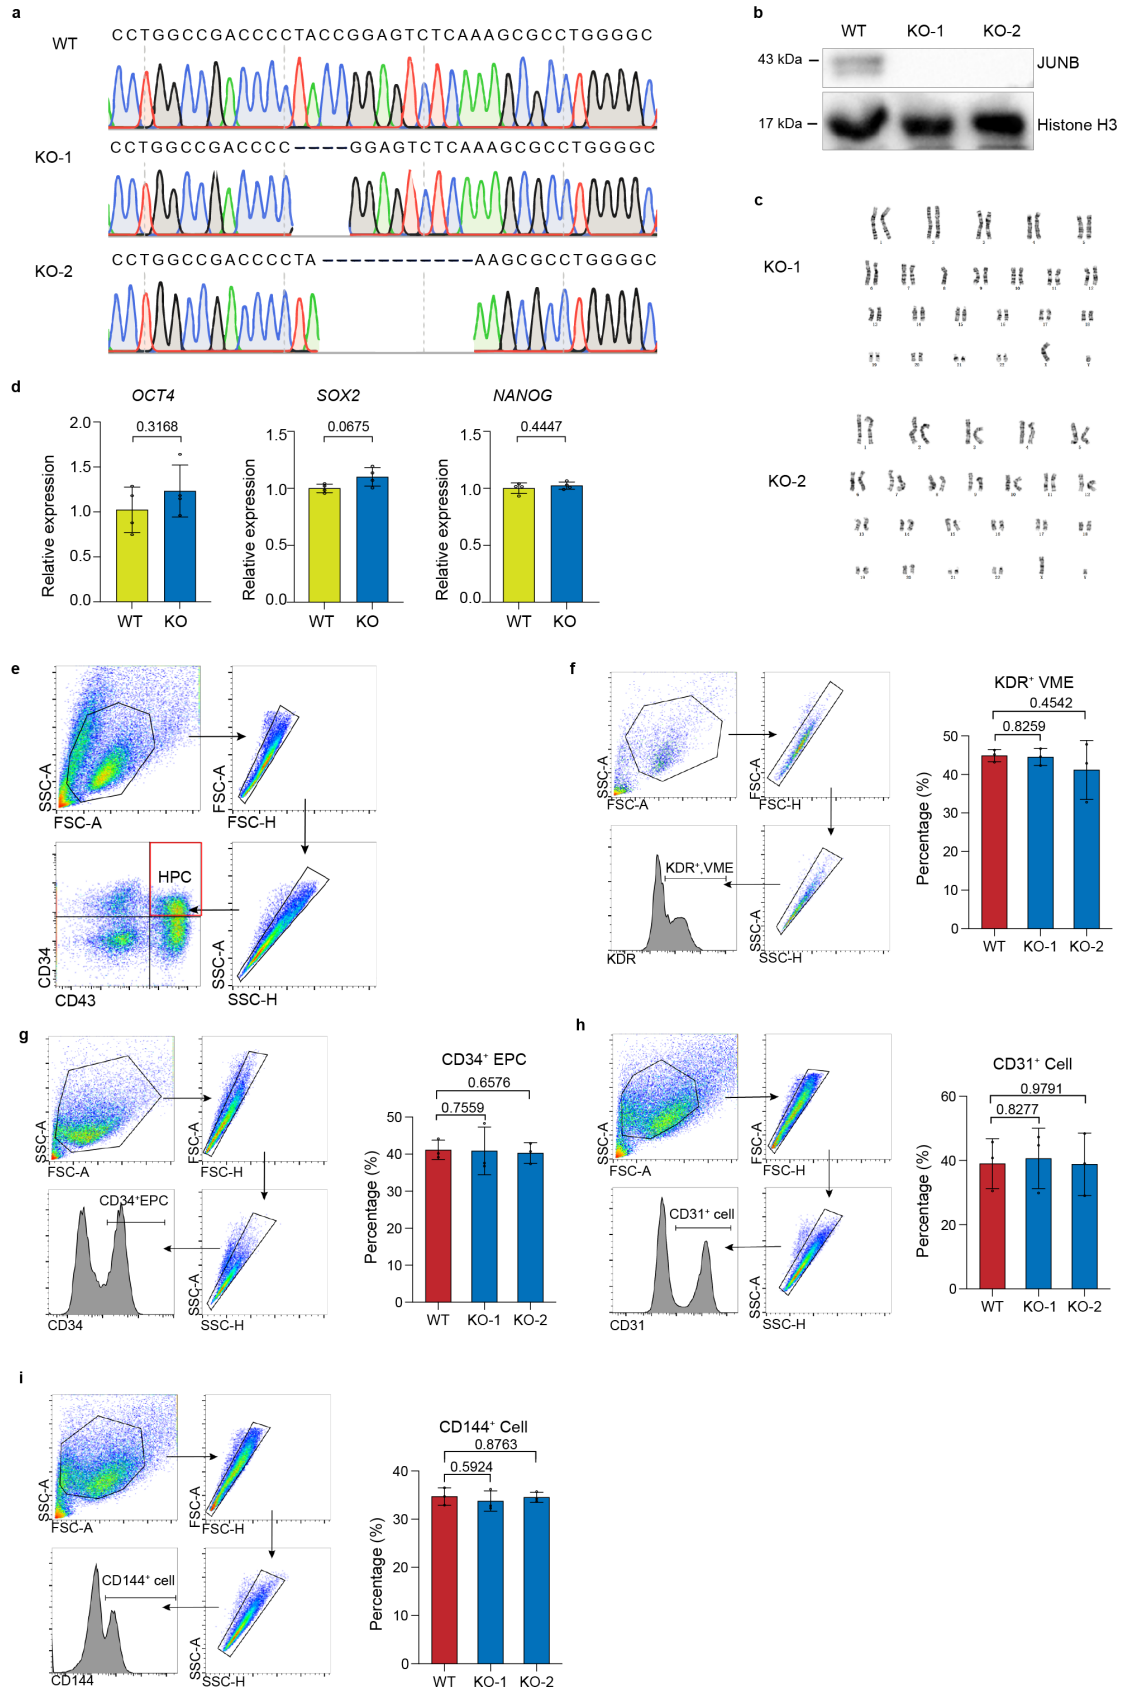 a
WT
CCTGGCCGACCCCTACCGGAGTCTCAAAGCGCCTGGGGC
KO-1
CCTGGCCGACCCC----GGAGTCTCAAAGCGCCTGGGGC
KO-2
CCTGGCCGACCCCTA-----------AAGCGCCTGGGGC
b
WT KO-1 KO-2
43 kDa JUNB
17 kDa Histone H3
c
KO-1
KO-2
d
OCT4 SOX2 NANOG
Relative expression
2.0
1.5
1.0
0.5
0.0
0.3168
WT KO
Relative expression
1.5
1.0
0.5
0.0
0.0675
WT KO
Relative expression
1.5
1.0
0.5
0.0
0.4447
WT KO
e
SSC-A
FSC-A
FSC-A
FSC-H
HPC
CD34
CD43
SSC-A
SSC-H
f
SSC-A
FSC-A
FSC-A
FSC-H
KDR⁺,VME
KDR
SSC-A
SSC-H
KDR⁺ VME
0.4542
0.8259
Percentage (%)
50
40
30
20
10
0
WT KO-1 KO-2
g
SSC-A
FSC-A
FSC-A
FSC-H
CD34⁺EPC
CD34
SSC-A
SSC-H
CD34⁺ EPC
0.6576
0.7559
Percentage (%)
50
40
30
20
10
0
WT KO-1 KO-2
h
SSC-A
FSC-A
FSC-A
FSC-H
CD31⁺ cell
CD31
SSC-A
SSC-H
CD31⁺ Cell
0.9791
0.8277
Percentage (%)
60
40
20
0
WT KO-1 KO-2
i
SSC-A
FSC-A
FSC-A
FSC-H
CD144⁺ cell
CD144
SSC-A
SSC-H
CD144⁺ Cell
0.8763
0.5924
Percentage (%)
40
30
20
10
0
WT KO-1 KO-2